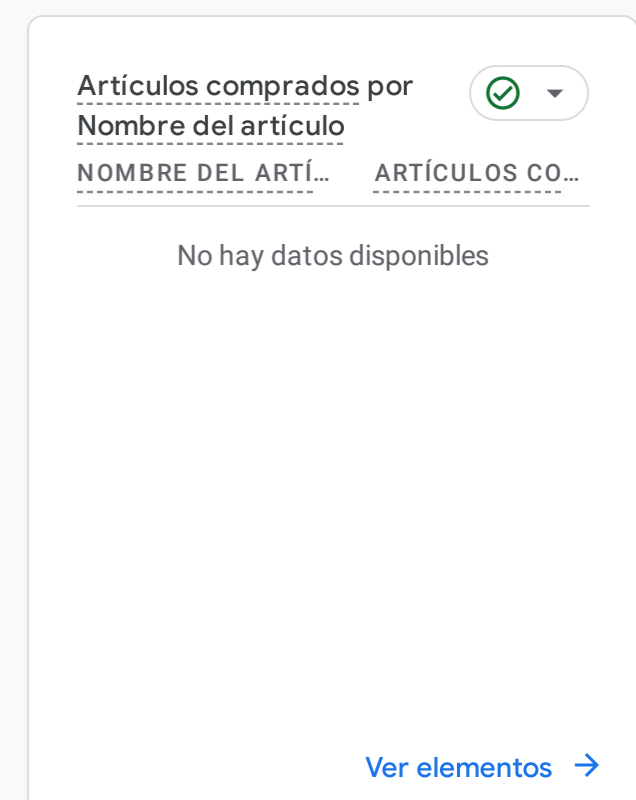 Artículos comprados por
Nombre del artículo
NOMBRE DEL ARTÍ…
ARTÍCULOS CO…
No hay datos disponibles
Ver elementos